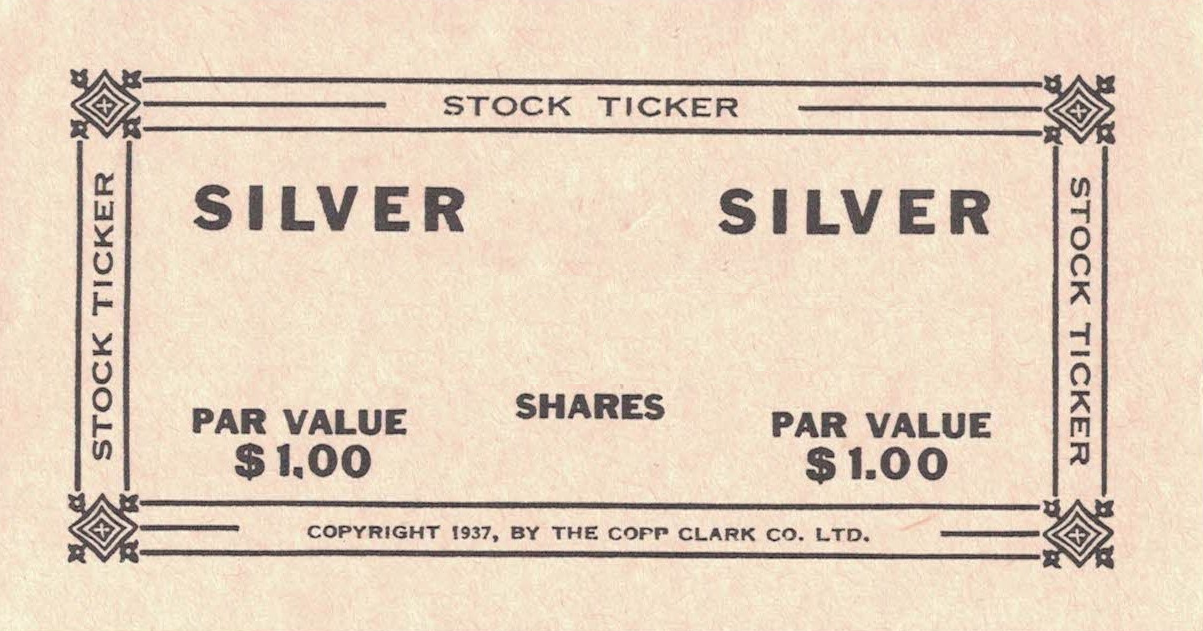 STOCK TICKER
STOCK TICKER
STOCK TICKER
SILVER SILVER
SHARES
PAR VALUE PAR VALUE
$1.00 $1.00
COPYRIGHT 1937, BY THE COPP CLARK CO. LTD.